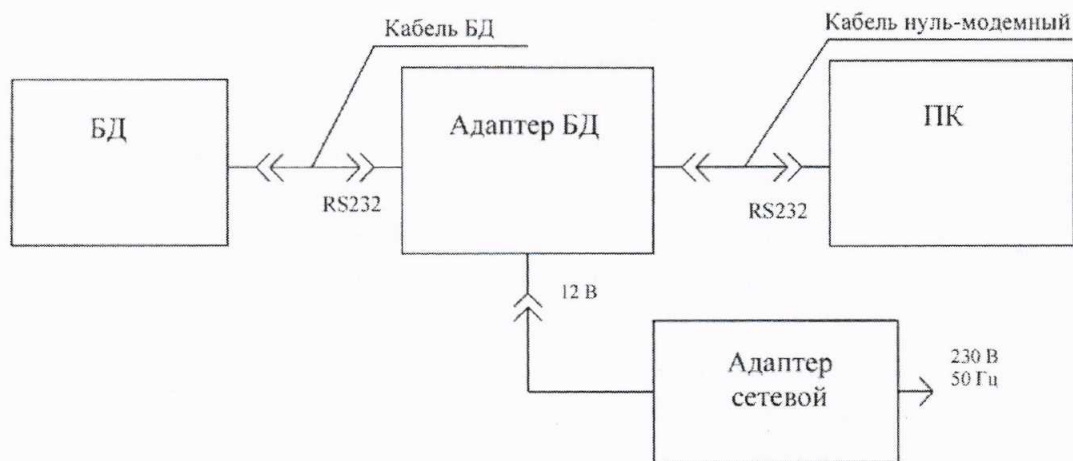 Кабель БД
Кабель нуль-модемный
БД
Адаптер БД
ПК
RS232
RS232
12 В
Адаптер
сетевой
230 В
50 Гц